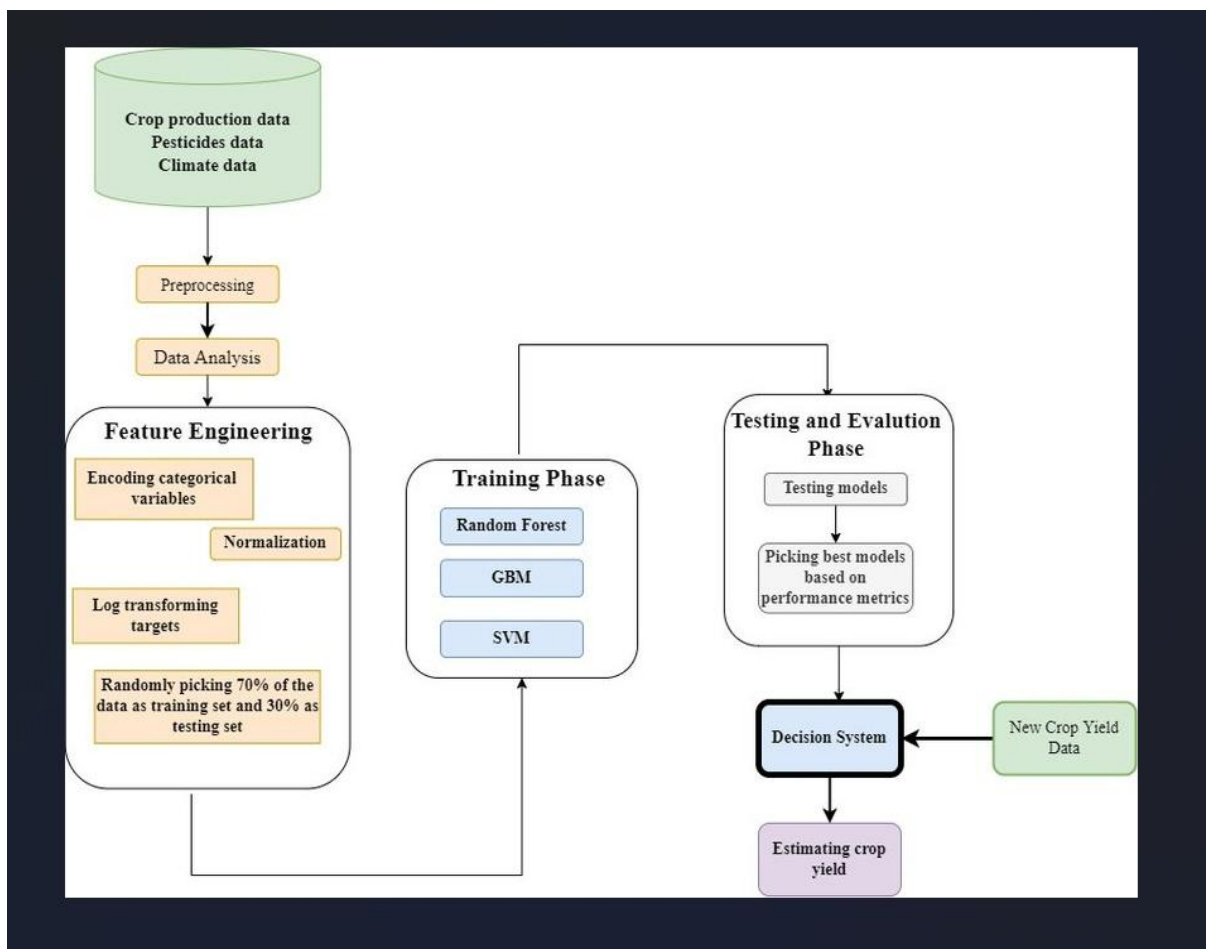 Crop production data
Pesticides data
Climate data
Preprocessing
Data Analysis
Feature Engineering
Encoding categorical
variables
Normalization
Log transforming
targets
Randomly picking 70% of the
data as training set and 30% as
testing set
Training Phase
Random Forest
GBM
SVM
Testing and Evalution
Phase
Testing models
Picking best models
based on
performance metrics
Decision System
New Crop Yield
Data
Estimating crop
yield